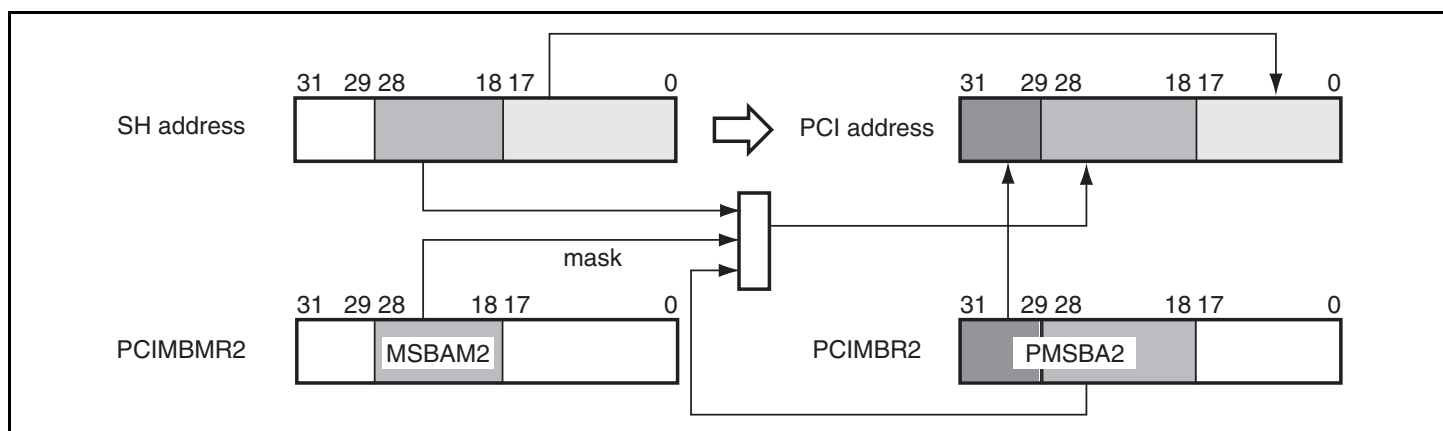 31 29 28 18 17 0
SH address
31 29 28 18 17 0
PCI address
mask
31 29 28 18 17 0
PCIMBMR2
MSBAM2
31 29 28 18 17 0
PCIMBR2
PMSBA2